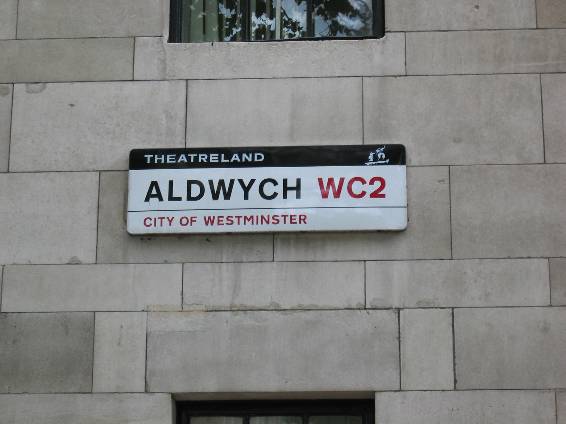 THEATRELAND
ALDWYCH WC2
CITY OF WESTMINSTER